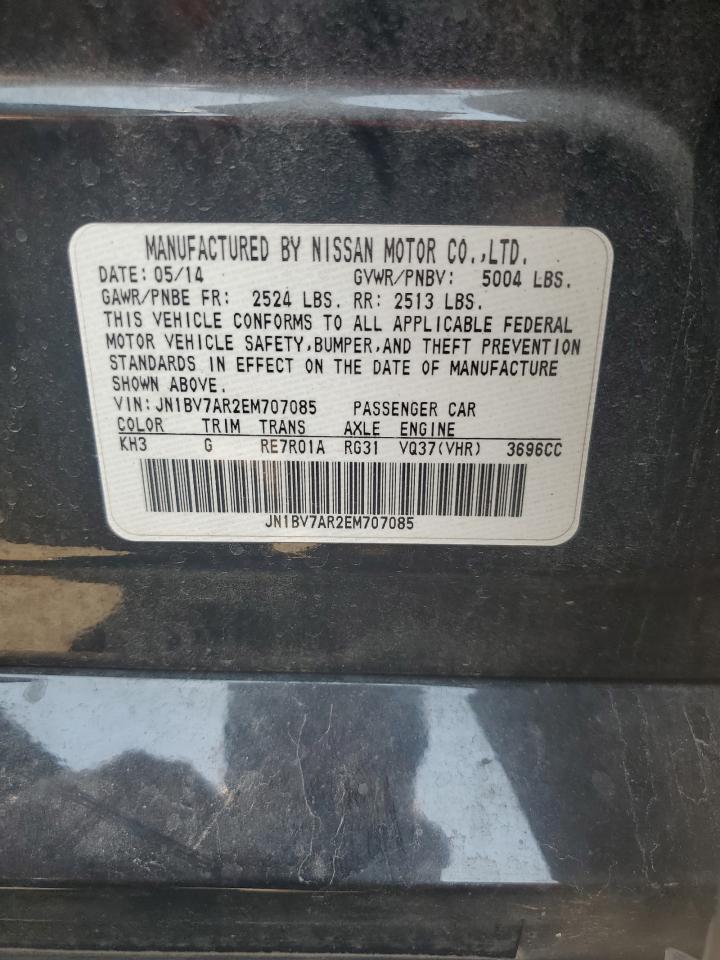 MANUFACTURED BY NISSAN MOTOR CO.,LTD.
DATE: 05/14 GVWR/PNBV: 5004 LBS.
GAWR/PNBE FR: 2524 LBS. RR: 2513 LBS.
THIS VEHICLE CONFORMS TO ALL APPLICABLE FEDERAL
MOTOR VEHICLE SAFETY,BUMPER,AND THEFT PREVENTION
STANDARDS IN EFFECT ON THE DATE OF MANUFACTURE
SHOWN ABOVE.
VIN: JN1BV7AR2EM707085 PASSENGER CAR
COLOR TRIM TRANS AXLE ENGINE
KH3 G RE7R01A RG31 VQ37(VHR) 3696CC
JN1BV7AR2EM707085